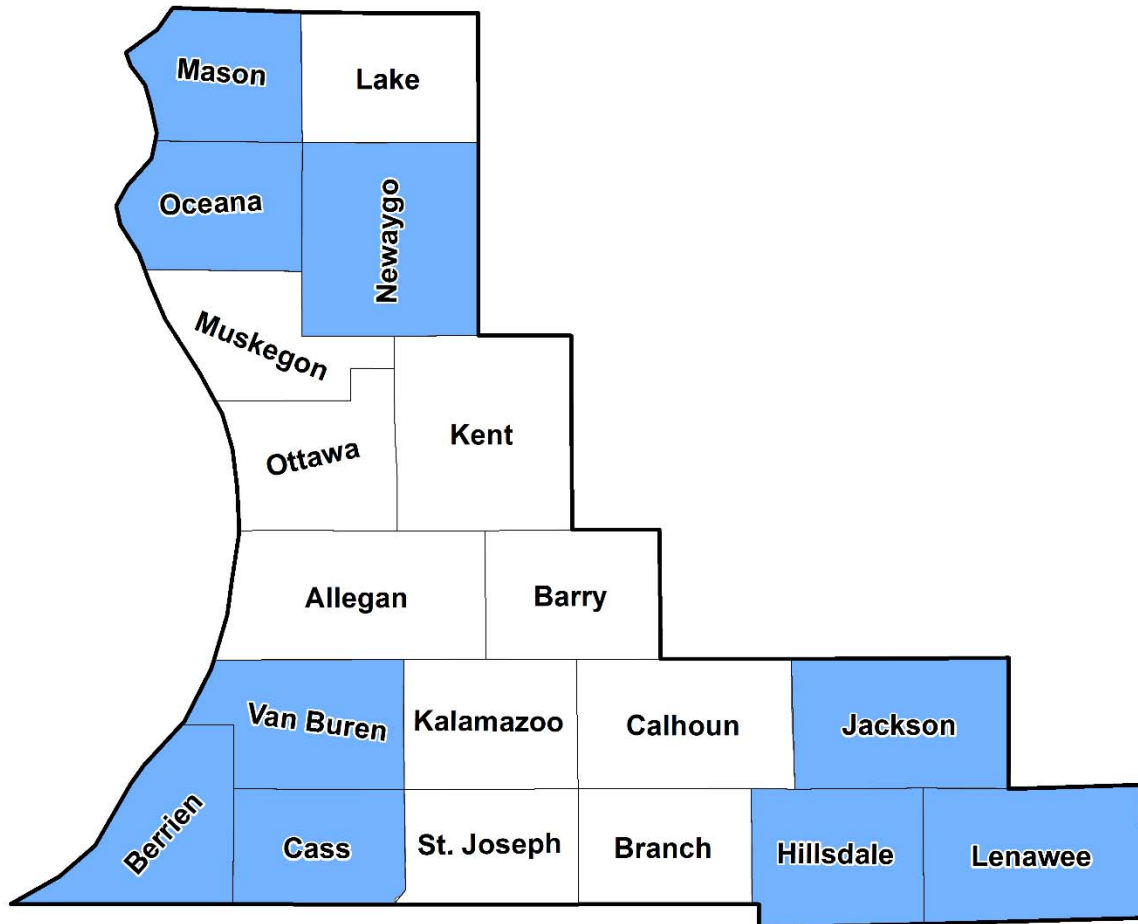 Mason
Lake
Oceana
Newaygo
Muskegon
Ottawa
Kent
Allegan
Barry
Van Buren
Kalamazoo
Calhoun
Jackson
Berrien
Cass
St. Joseph
Branch
Hillsdale
Lenawee